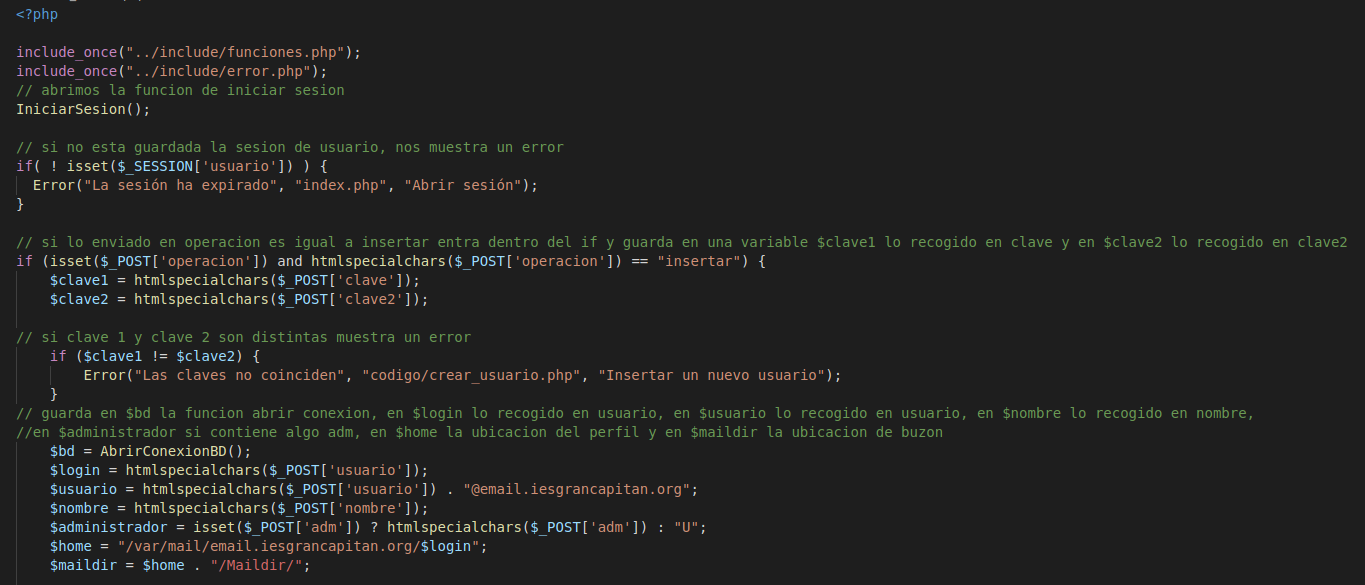 <?php
include_once("../include/funciones.php");
include_once("../include/error.php");
// abrimos la funcion de iniciar sesion
IniciarSesion();
// si no esta guardada la sesion de usuario, nos muestra un error
if( ! isset($_SESSION['usuario']) ) {
Error("La sesión ha expirado", "index.php", "Abrir sesión");
}
// si lo enviado en operacion es igual a insertar entra dentro del if y guarda en una variable $clave1 lo recogido en clave y en $clave2 lo recogido en clave2
if (isset($_POST['operacion']) and htmlspecialchars($_POST['operacion']) == "insertar") {
$clave1 = htmlspecialchars($_POST['clave']);
$clave2 = htmlspecialchars($_POST['clave2']);
// si clave 1 y clave 2 son distintas muestra un error
if ($clave1 != $clave2) {
Error("Las claves no coinciden", "codigo/crear_usuario.php", "Insertar un nuevo usuario");
}
// guarda en $bd la funcion abrir conexion, en $login lo recogido en usuario, en $usuario lo recogido en usuario, en $nombre lo recogido en nombre,
//en $administrador si contiene algo adm, en $home la ubicacion del perfil y en $maildir la ubicacion de buzon
$bd = AbrirConexionBD();
$login = htmlspecialchars($_POST['usuario']);
$usuario = htmlspecialchars($_POST['usuario']) . "@email.iesgrancapitan.org";
$nombre = htmlspecialchars($_POST['nombre']);
$administrador = isset($_POST['adm']) ? htmlspecialchars($_POST['adm']) : "U";
$home = "/var/mail/email.iesgrancapitan.org/$login";
$maildir = $home . "/Maildir/";